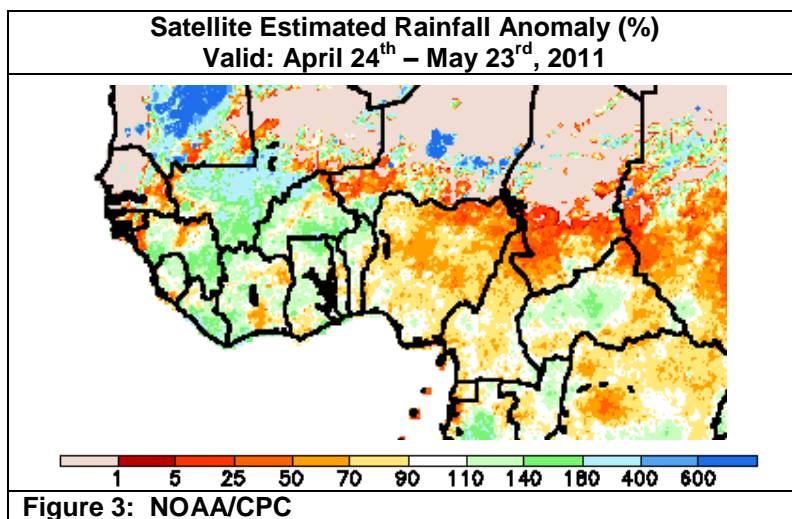 Satellite Estimated Rainfall Anomaly (%)
Valid: April 24th – May 23rd, 2011
1 5 25 50 70 90 110 140 180 400 600
Figure 3: NOAA/CPC